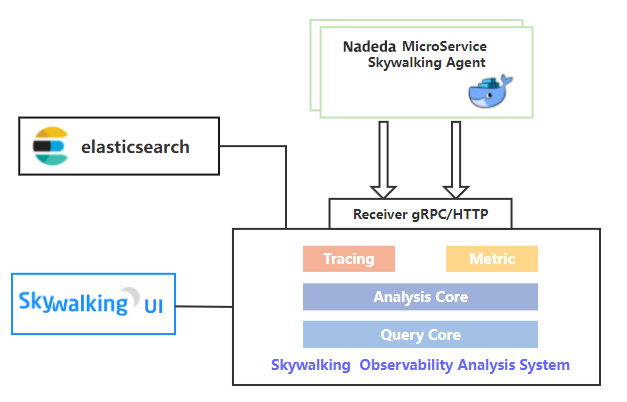 Nadeda MicroService
Skywalking Agent
elasticsearch
Receiver gRPC/HTTP
Tracing
Metric
Skywalking UI
Analysis Core
Query Core
Skywalking Observability Analysis System